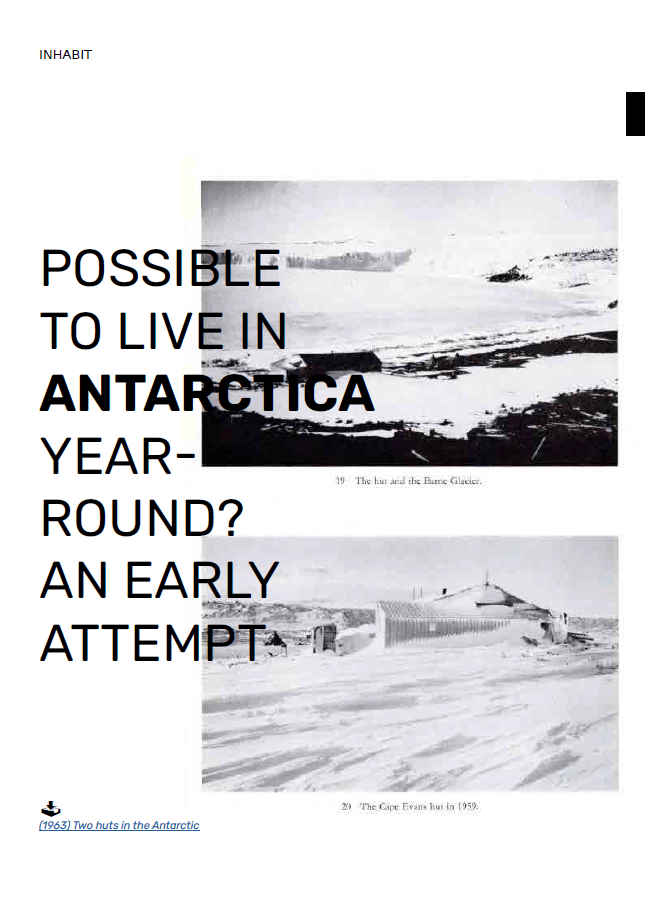 INHABIT
POSSIBLE
TO LIVE IN
ANTARCTICA
YEAR-
ROUND?
AN EARLY
ATTEMPT
19 The hut and the Barne Glacier.
20 The Cape Evans hut in 1959.
(1963) Two huts in the Antarctic